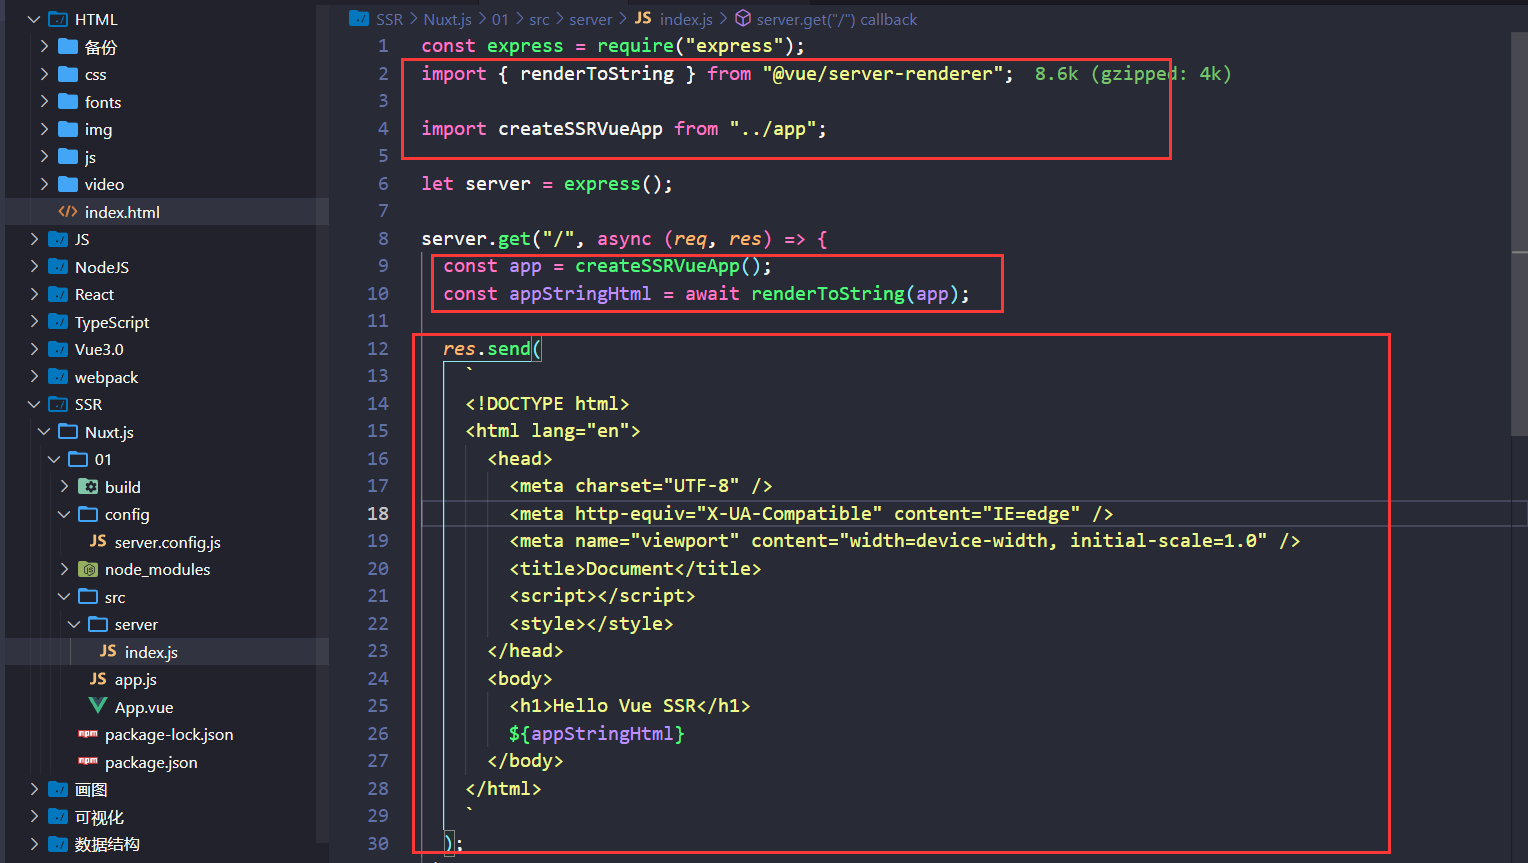 HTML
备份
css
fonts
img
js
video
index.html
JS
NodeJS
React
TypeScript
Vue3.0
webpack
SSR
Nuxt.js
01
build
config
JS server.config.js
node_modules
src
server
JS index.js
JS app.js
App.vue
npm package-lock.json
npm package.json
画图
可视化
数据结构
SSR > Nuxt.js > 01 > src > server > JS index.js > server.get("/") callback
1 const express = require("express");
2 import { renderToString } from "@vue/server-renderer"; 8.6k (gzipped: 4k)
3
4 import createSSRVueApp from "../app";
5
6 let server = express();
7
8 server.get("/", async (req, res) => {
9 const app = createSSRVueApp();
10 const appStringHtml = await renderToString(app);
11
12 res.send(
13 `
14 <!DOCTYPE html>
15 <html lang="en">
16 <head>
17 <meta charset="UTF-8" />
18 <meta http-equiv="X-UA-Compatible" content="IE=edge" />
19 <meta name="viewport" content="width=device-width, initial-scale=1.0" />
20 <title>Document</title>
21 <script></script>
22 <style></style>
23 </head>
24 <body>
25 <h1>Hello Vue SSR</h1>
26 ${appStringHtml}
27 </body>
28 </html>
29 `
30 );